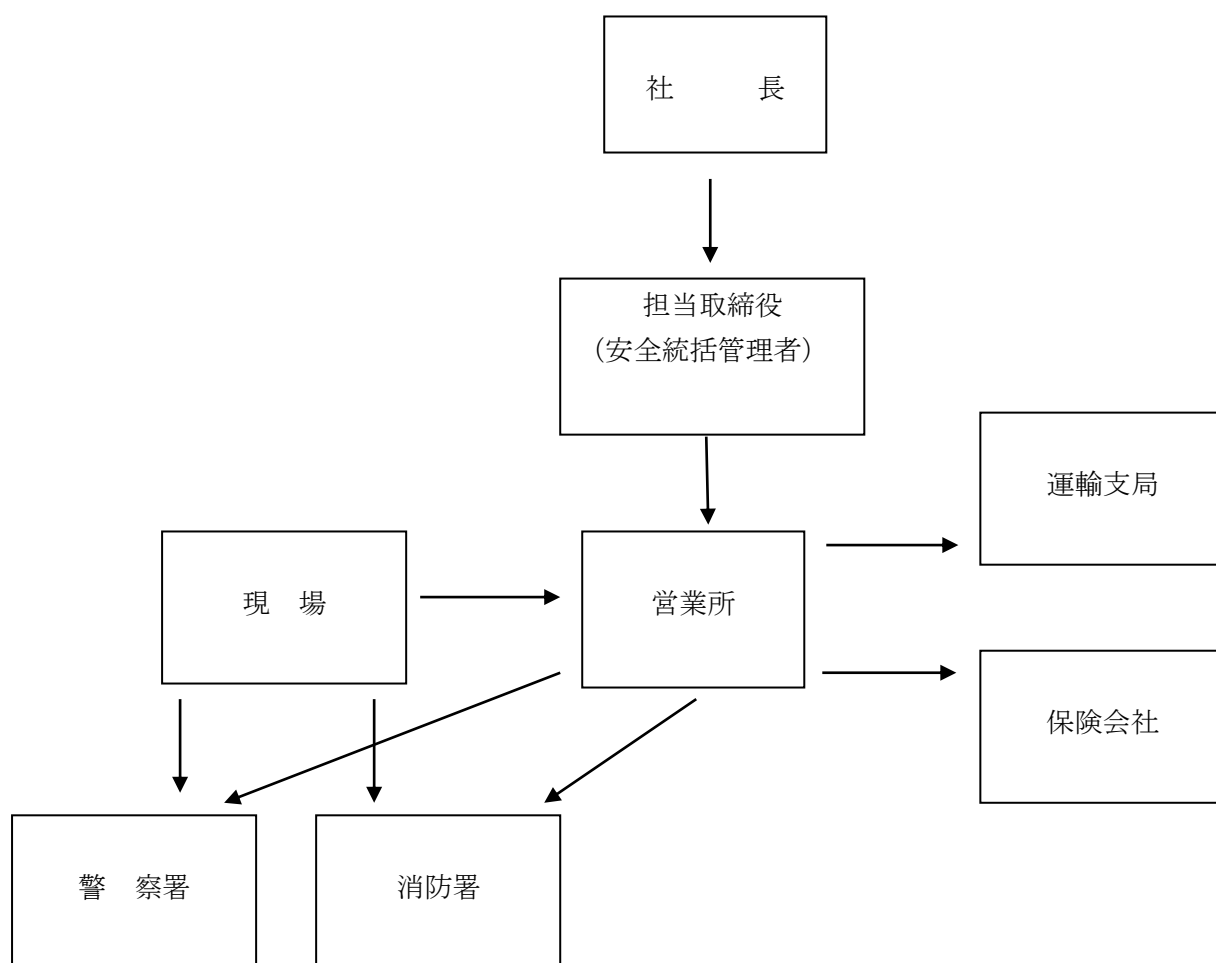 社　　　長
担当取締役
（安全統括管理者）
運輸支局
現　場
営業所
保険会社
警　察署
消防署